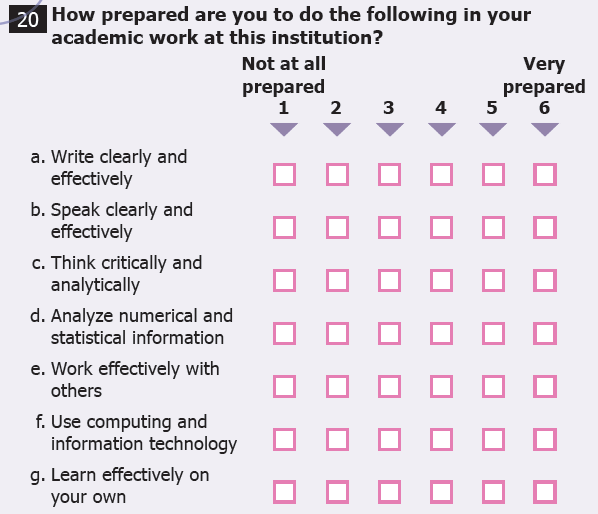 20 How prepared are you to do the following in your
academic work at this institution?
Not at all
prepared
Very
prepared
1 2 3 4 5 6
a. Write clearly and
effectively
b. Speak clearly and
effectively
c. Think critically and
analytically
d. Analyze numerical and
statistical information
e. Work effectively with
others
f. Use computing and
information technology
g. Learn effectively on
your own